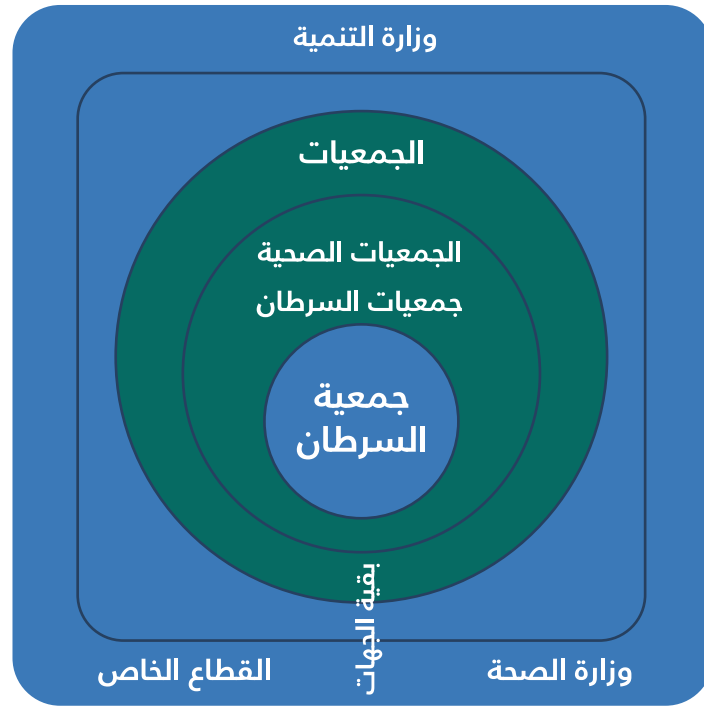 وزارة التنمية
الجمعيات
الجمعيات الصحية
جمعيات السرطان
جمعية
السرطان
بقية الجهات
وزارة الصحة
القطاع الخاص